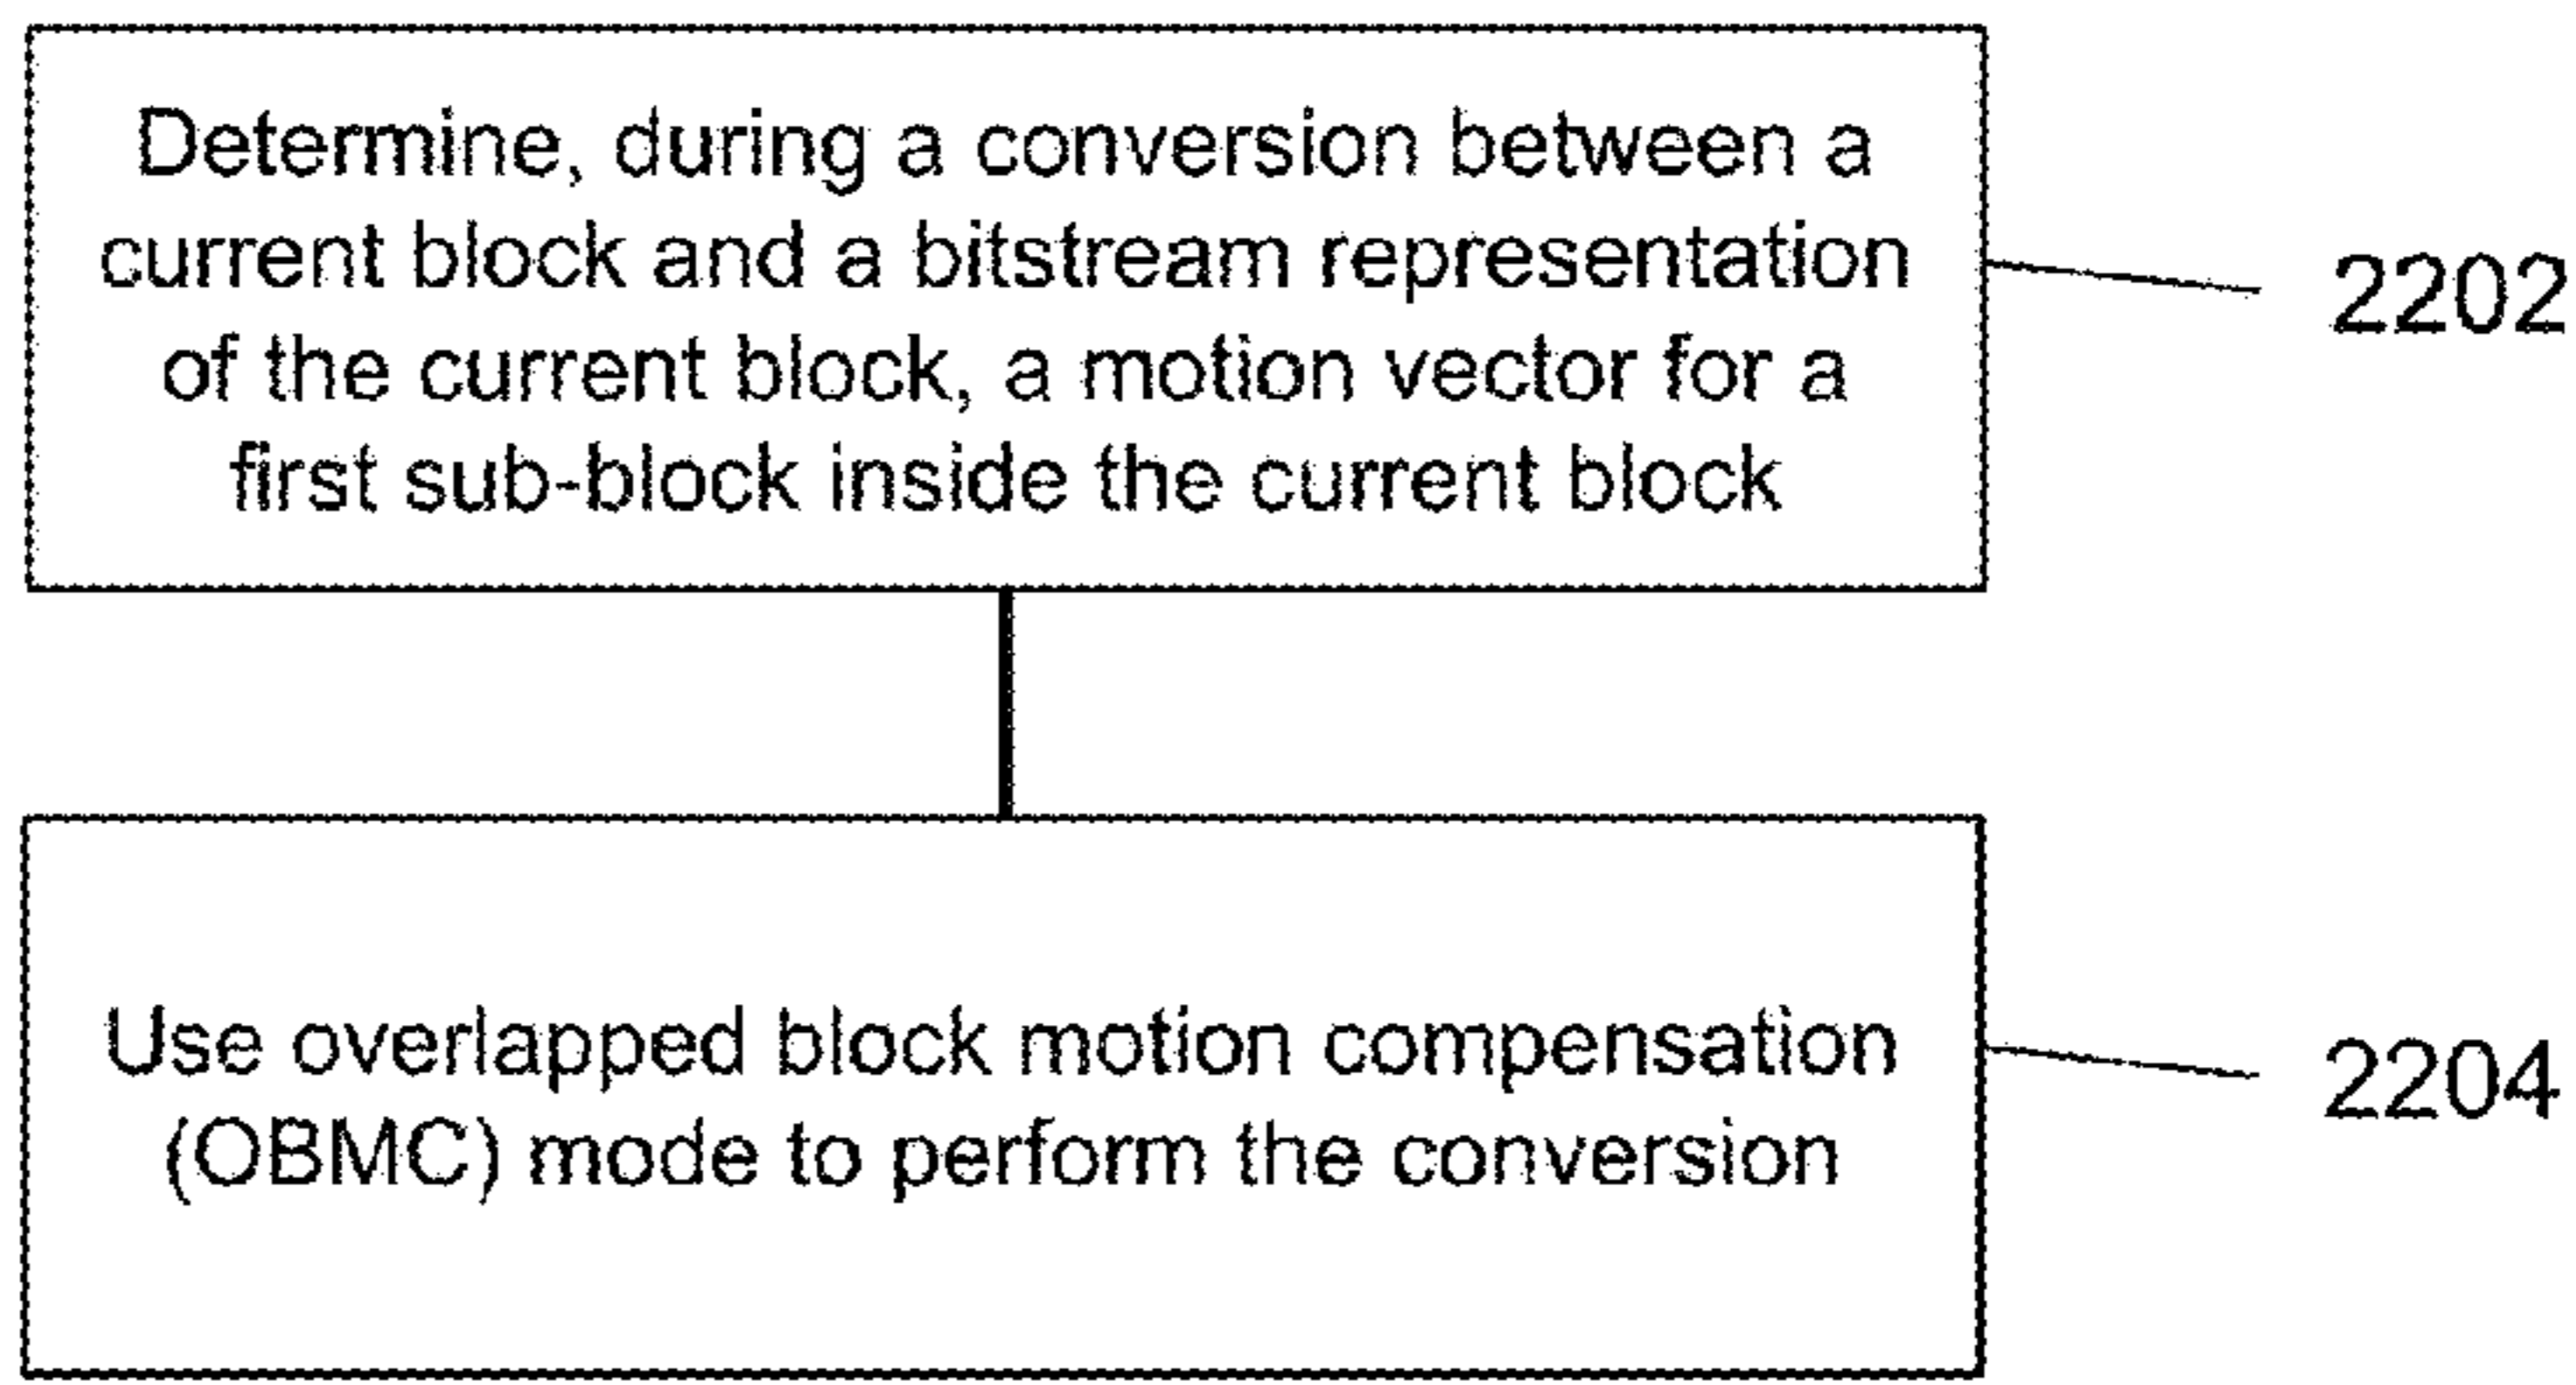 Determine, during a conversion between a
current block and a bitstream representation
of the current block, a motion vector for a
first sub-block inside the current block
2202
Use overlapped block motion compensation
(OBMC) mode to perform the conversion
2204